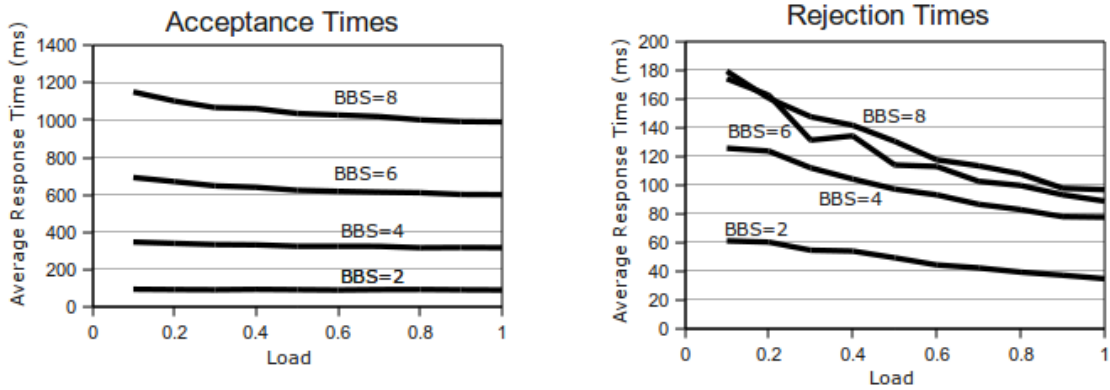 Acceptance Times
Average Response Time (ms)
1400
1200
1000
800
600
400
200
0
BBS=8
BBS=6
BBS=4
BBS=2
0 0.2 0.4 0.6 0.8 1
Load
Rejection Times
Average Response Time (ms)
200
180
160
140
120
100
80
60
40
20
0
BBS=8
BBS=6
BBS=4
BBS=2
0 0.2 0.4 0.6 0.8 1
Load